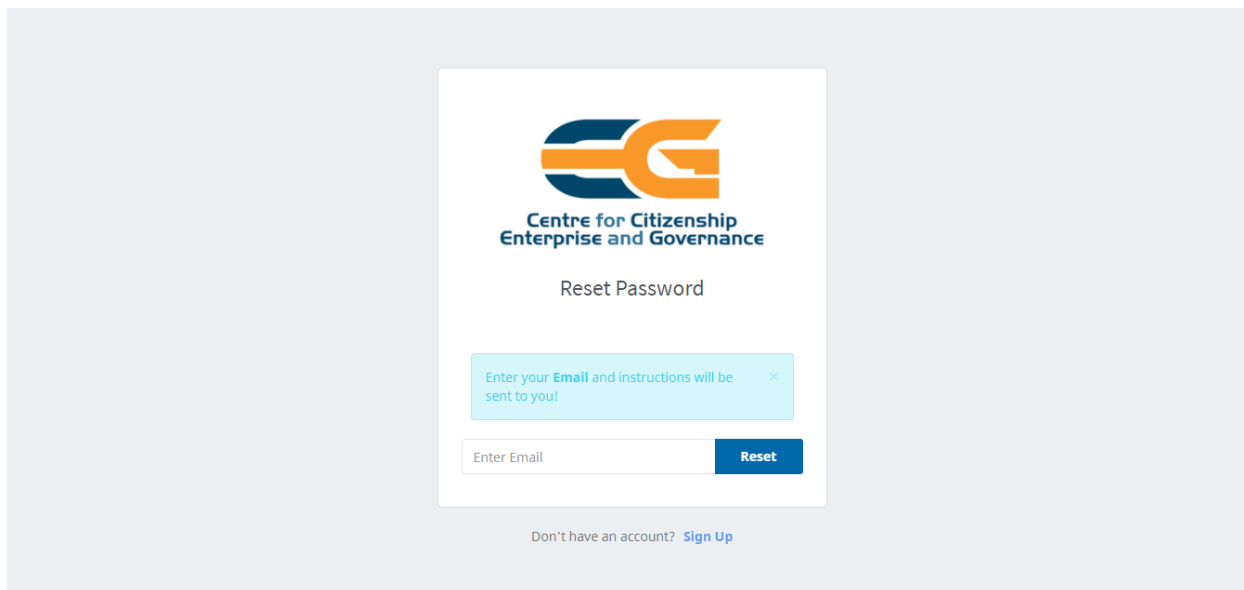 Centre for Citizenship
Enterprise and Governance
Reset Password
Enter your Email and instructions will be
sent to you!
×
Enter Email
Reset
Don't have an account? Sign Up